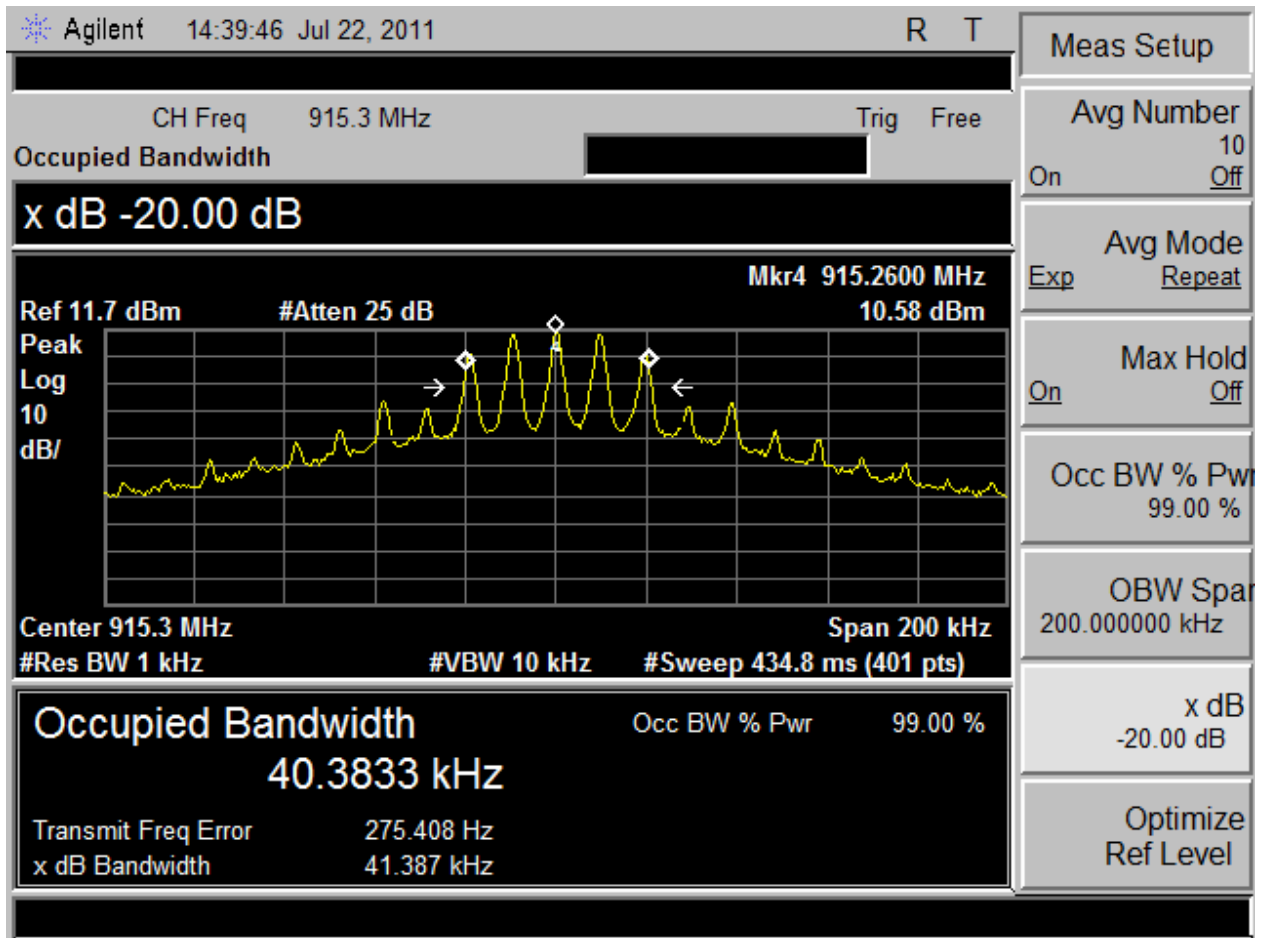 Agilent 14:39:46 Jul 22, 2011 R T
CH Freq 915.3 MHz Trig Free
Occupied Bandwidth
x dB -20.00 dB
Mkr4 915.2600 MHz
Ref 11.7 dBm #Atten 25 dB 10.58 dBm
Peak
Log
10
dB/
Center 915.3 MHz Span 200 kHz
#Res BW 1 kHz #VBW 10 kHz #Sweep 434.8 ms (401 pts)
Occupied Bandwidth Occ BW % Pwr 99.00 %
40.3833 kHz
Transmit Freq Error 275.408 Hz
x dB Bandwidth 41.387 kHz
Meas Setup
Avg Number
10
On Off
Avg Mode
Exp Repeat
Max Hold
On Off
Occ BW % Pwr
99.00 %
OBW Span
200.000000 kHz
x dB
-20.00 dB
Optimize
Ref Level